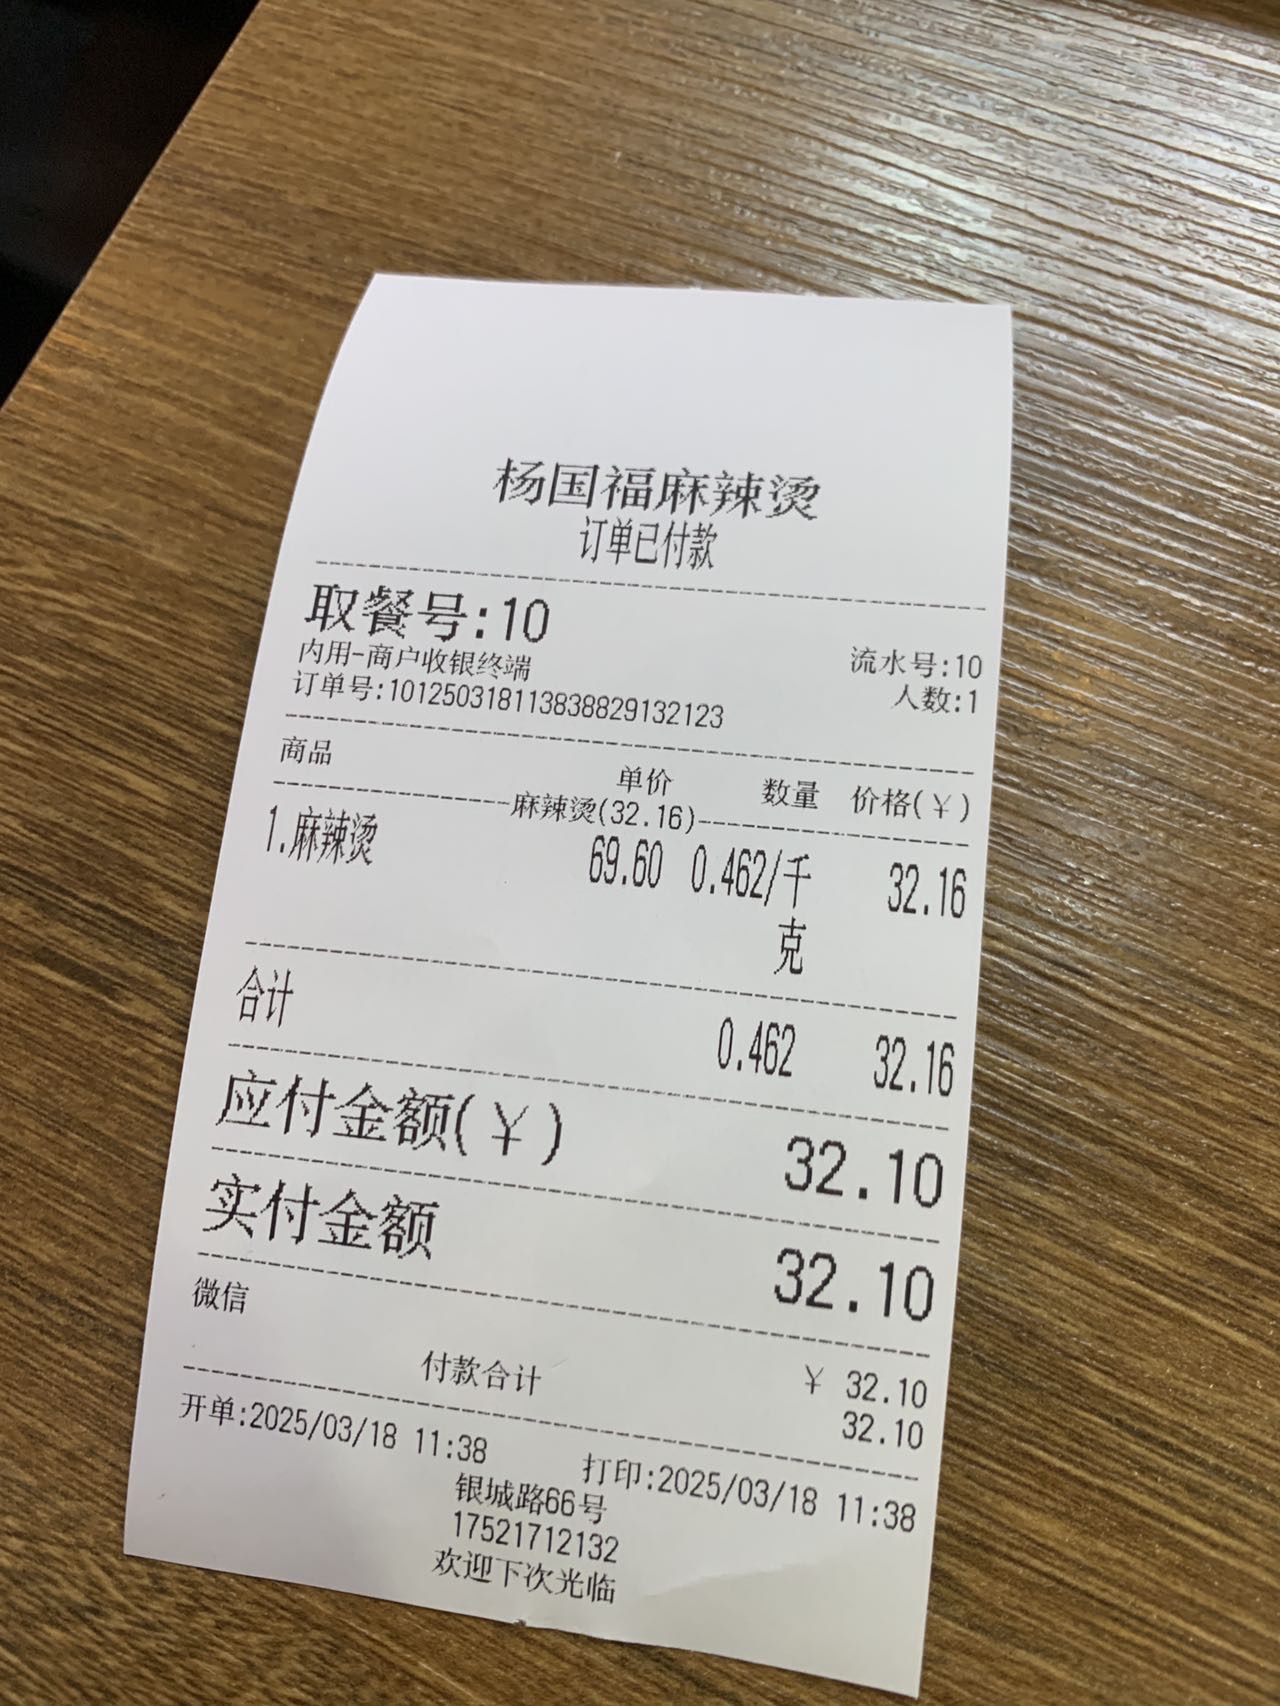 杨国福麻辣烫
订单已付款
取餐号:10
内用-商户收银终端 流水号:10
订单号:101250318113838829132123 人数:1
商品 单价 数量 价格(¥)
麻辣烫(32.16)
1.麻辣烫 69.60 0.462/千克 32.16
合计 0.462 32.16
应付金额(¥) 32.10
实付金额 32.10
微信 ¥ 32.10
付款合计 32.10
开单:2025/03/18 11:38 打印:2025/03/18 11:38
银城路66号
17521712132
欢迎下次光临